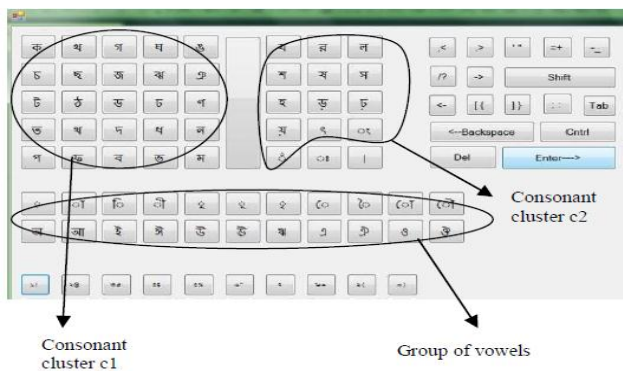 ক খ গ ঘ ঙ য র ল ,< .> '" =+ -_
চ ছ জ ঝ ঞ শ ষ স /? -> Shift
ট ঠ ড ঢ ণ হ ড় ঢ় <- [{ ]} ;: Tab
ত থ দ ধ ন য় ৎ ং <--Backspace Cntrl
প ফ ব ভ ম ঁ ঃ । Del Enter--->
া ি ী ে ৈ ো ৌ
অ আ ই ঈ উ ঊ ঋ এ ঐ ও ঔ
Consonant
cluster c2
Consonant
cluster c1
Group of vowels